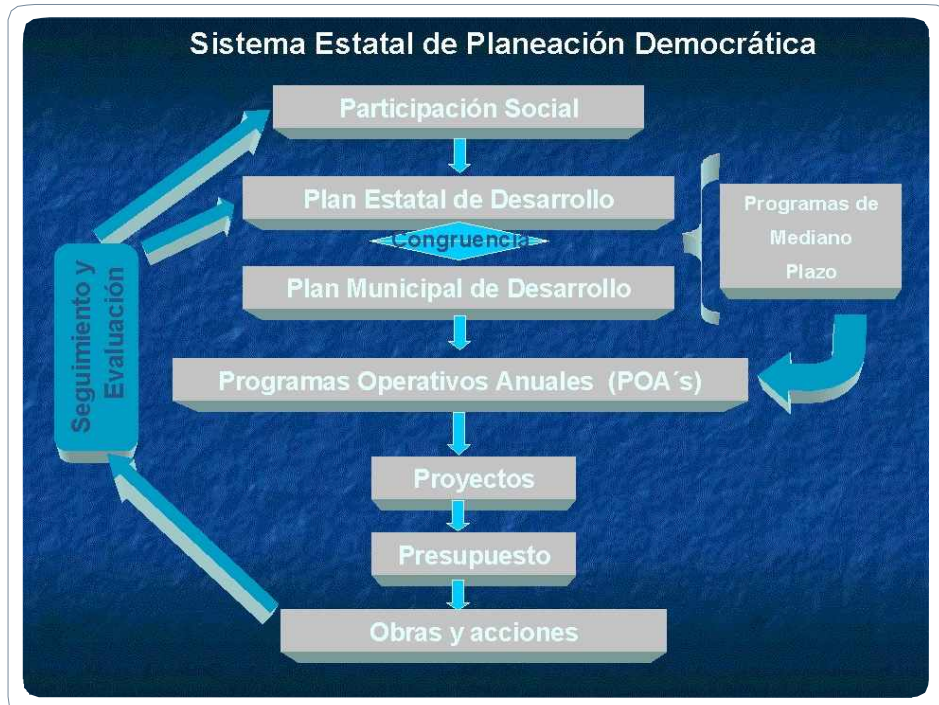 Sistema Estatal de Planeación Democrática
Participación Social
Plan Estatal de Desarrollo
Congruencia
Plan Municipal de Desarrollo
Programas de
Mediano
Plazo
Seguimiento y
Evaluación
Programas Operativos Anuales (POA´s)
Proyectos
Presupuesto
Obras y acciones